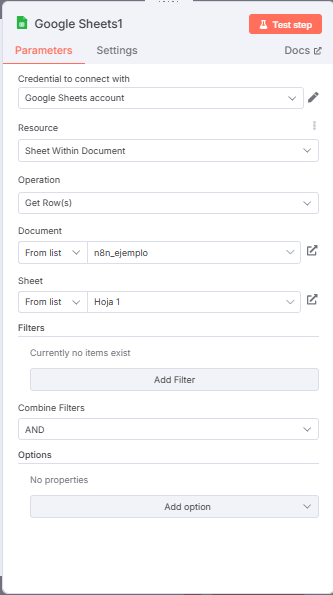 Google Sheets1
Test step
Parameters
Settings
Docs
Credential to connect with
Google Sheets account
Resource
Sheet Within Document
Operation
Get Row(s)
Document
From list
n8n_ejemplo
Sheet
From list
Hoja 1
Filters
Currently no items exist
Add Filter
Combine Filters
AND
Options
No properties
Add option